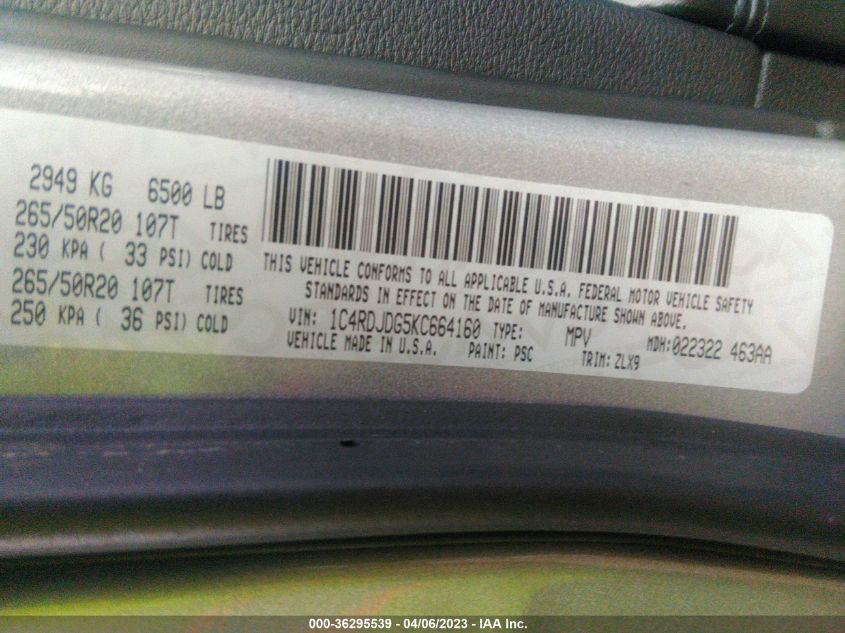 2949 KG 6500 LB
265/50R20 107T TIRES
230 KPA ( 33 PSI) COLD
265/50R20 107T TIRES
250 KPA ( 36 PSI) COLD
THIS VEHICLE CONFORMS TO ALL APPLICABLE U.S.A. FEDERAL MOTOR VEHICLE SAFETY
STANDARDS IN EFFECT ON THE DATE OF MANUFACTURE SHOWN ABOVE.
VIN: 1C4RDJDG5KC664160 TYPE: MPV MDH:022322 463AA
VEHICLE MADE IN U.S.A. PAINT: PSC TRIM: ZLX9
000-36295539 - 04/06/2023 - IAA Inc.